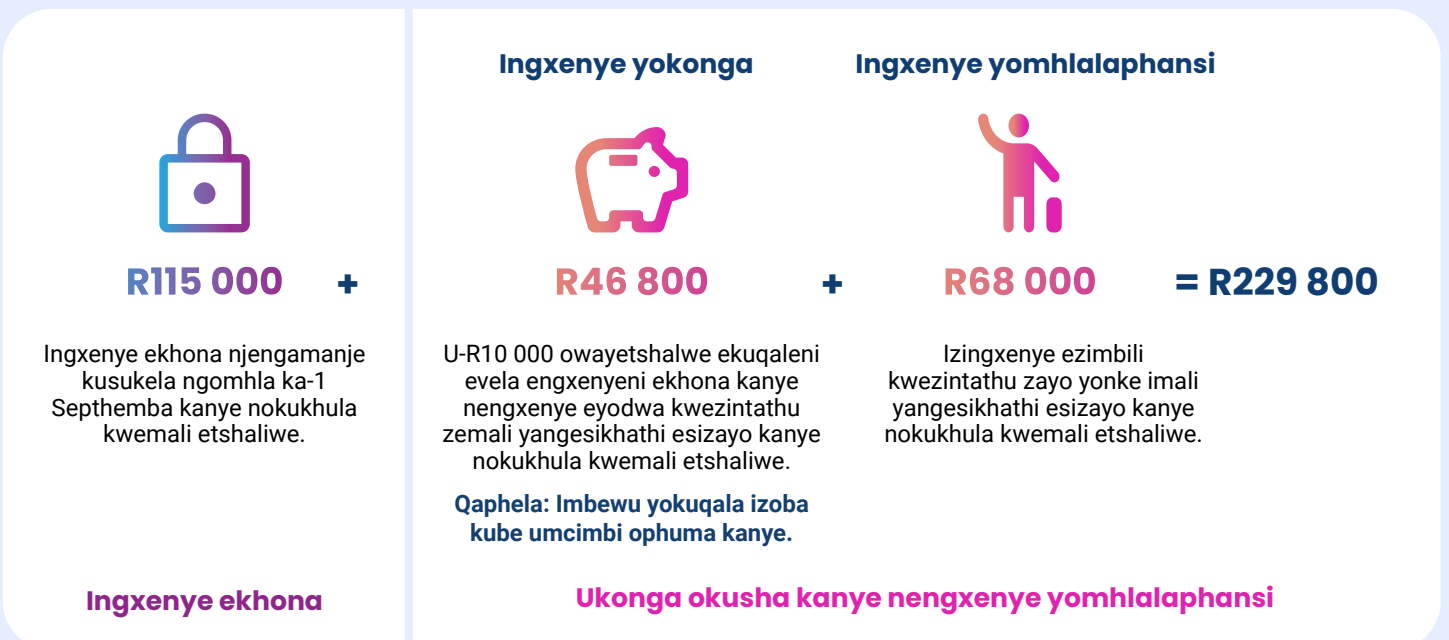 Ingxenye yokonga
Ingxenye yomhlalaphansi
R115 000 + R46 800 + R68 000 = R229 800
Ingxenye ekhona njengamanje
kusukela ngomhla ka-1
Septhemba kanye nokukhula
kwemali etshaliwe.
U-R10 000 owayetshalwe ekuqaleni
evela engxenyeni ekhona kanye
nengxenye eyodwa kwezintathu
zemali yangesikhathi esizayo kanye
nokukhula kwemali etshaliwe.
Qaphela: Imbewu yokuqala izoba
kube umcimbi ophuma kanye.
Izingxenye ezimbili
kwezintathu zayo yonke imali
yangesikhathi esizayo kanye
nokukhula kwemali etshaliwe.
Ingxenye ekhona
Ukonga okusha kanye nengxenye yomhlalaphansi